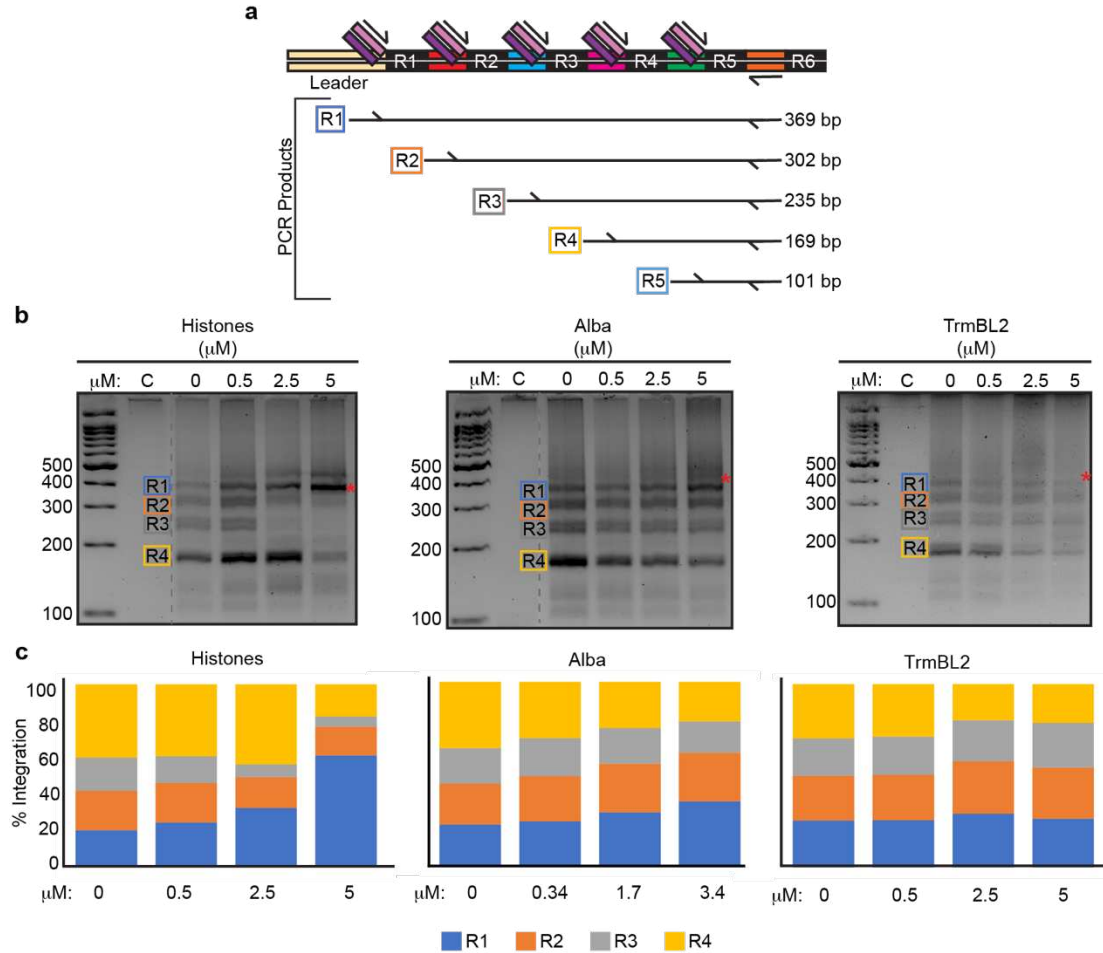 a
R1 R2 R3 R4 R5 R6
Leader
PCR Products
R1 369 bp
R2 302 bp
R3 235 bp
R4 169 bp
R5 101 bp
b
Histones
(µM)
µM: C 0 0.5 2.5 5
500
400
300
200
100
R1
R2
R3
R4
*
Alba
(µM)
µM: C 0 0.5 2.5 5
500
400
300
200
100
R1
R2
R3
R4
*
TrmBL2
(µM)
µM: C 0 0.5 2.5 5
500
400
300
200
100
R1
R2
R3
R4
*
c
Histones
% Integration
100
80
60
40
20
0
µM: 0 0.5 2.5 5
Alba
µM: 0 0.34 1.7 3.4
TrmBL2
µM: 0 0.5 2.5 5
R1 R2 R3 R4